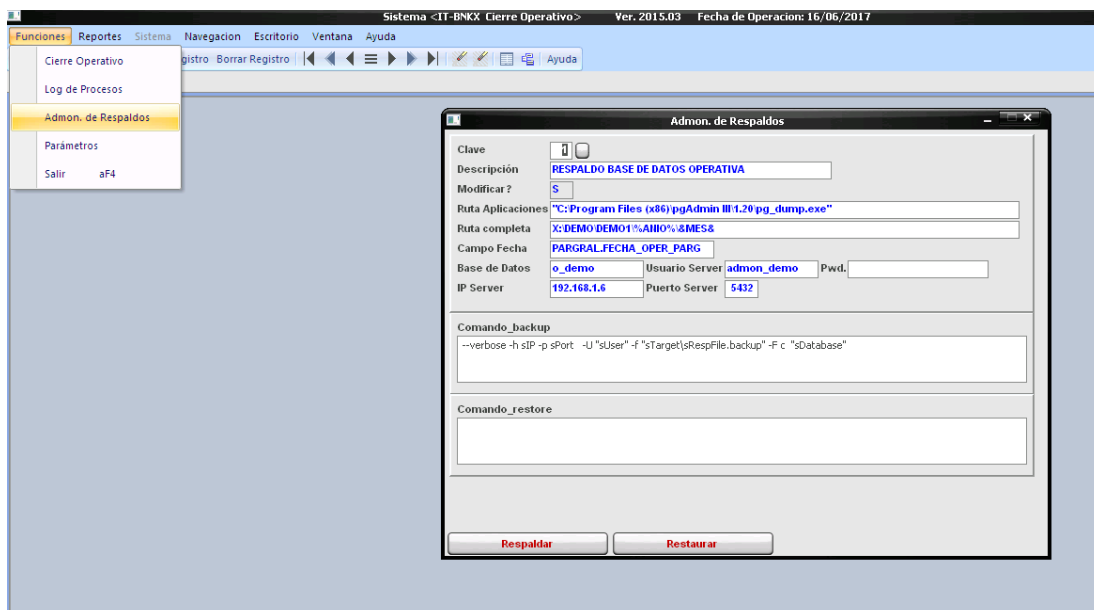 Sistema <IT-BNKX Cierre Operativo> Ver. 2015.03 Fecha de Operacion: 16/06/2017
Funciones Reportes Sistema Navegacion Escritorio Ventana Ayuda
gistro Borrar Registro Ayuda
Cierre Operativo
Log de Procesos
Admon. de Respaldos
Parámetros
Salir aF4
Admon. de Respaldos
Clave 1
Descripción RESPALDO BASE DE DATOS OPERATIVA
Modificar? S
Ruta Aplicaciones "C:\Program Files (x86)\pgAdmin III\1.20\pg_dump.exe"
Ruta completa X:\DEMO\DEMO1\%ANIO%\&MES&
Campo Fecha PARGRAL.FECHA_OPER_PARG
Base de Datos o_demo Usuario Server admon_demo Pwd.
IP Server 192.168.1.6 Puerto Server 5432
Comando_backup
--verbose -h sIP -p sPort -U "sUser" -f "sTarget\sRespFile.backup" -F c "sDatabase"
Comando_restore
Respaldar Restaurar